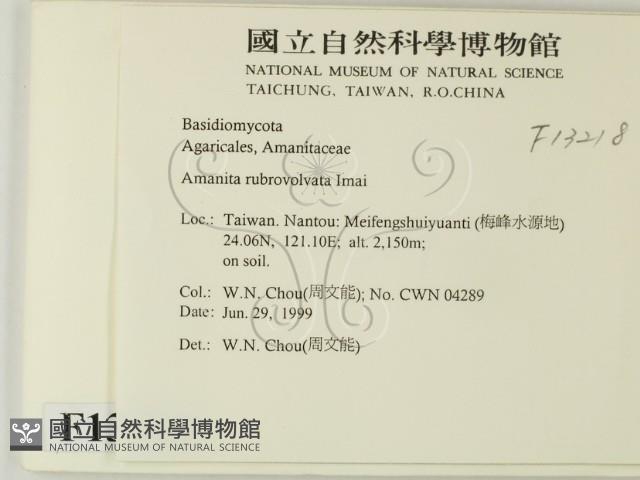 國立自然科學博物館
NATIONAL MUSEUM OF NATURAL SCIENCE
TAICHUNG, TAIWAN, R.O.CHINA
F13218
Basidiomycota
Agaricales, Amanitaceae
Amanita rubrovolvata Imai
Loc.: Taiwan. Nantou: Meifengshuiyuanti (梅峰水源地)
24.06N, 121.10E; alt. 2,150m;
on soil.
Col.: W.N. Chou(周文能); No. CWN 04289
Date: Jun. 29, 1999
Det.: W.N. Chou(周文能)
國立自然科學博物館
NATIONAL MUSEUM OF NATURAL SCIENCE